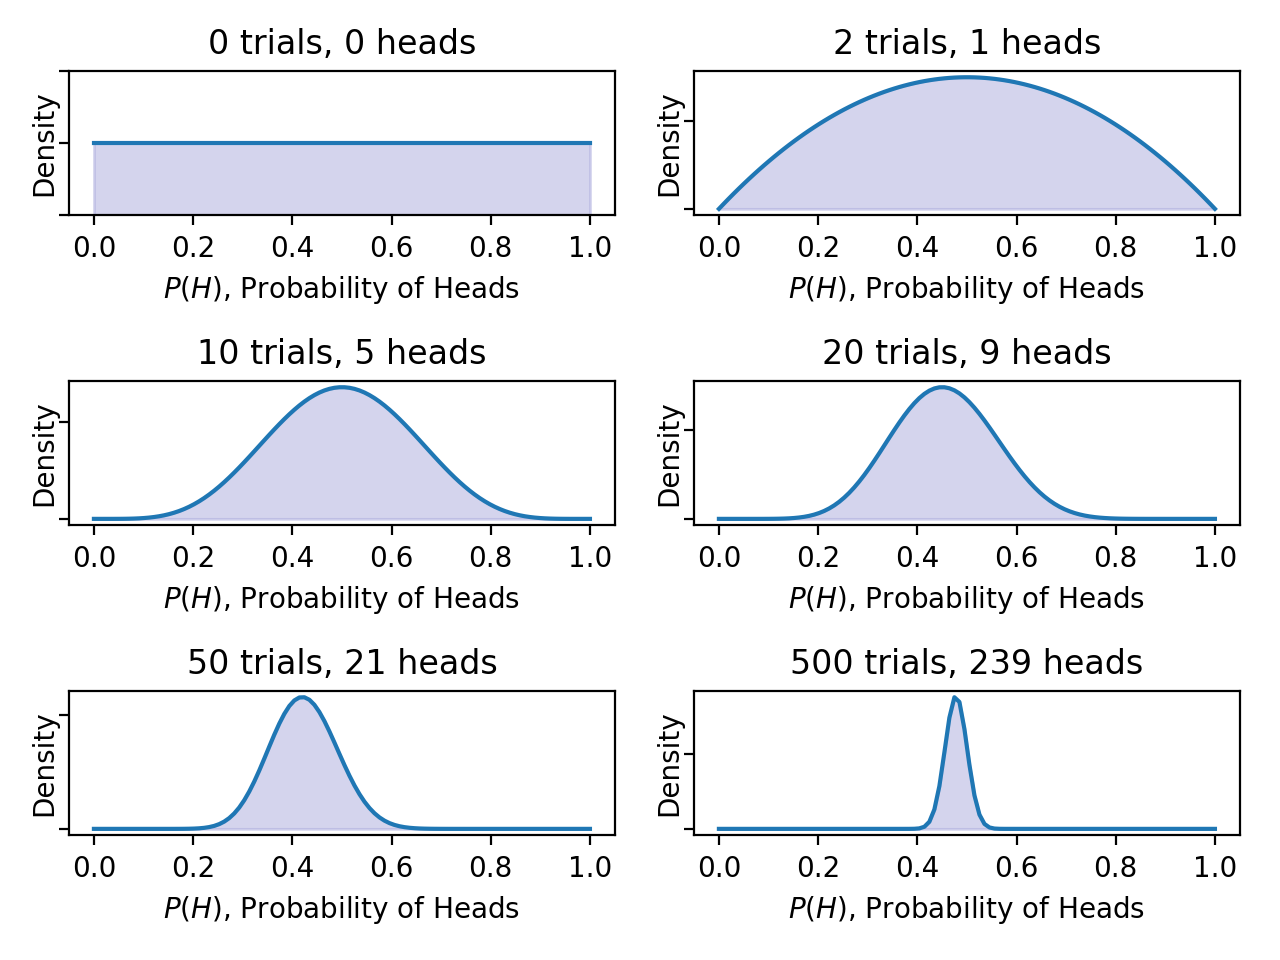 0 trials, 0 heads
Density
0.0 0.2 0.4 0.6 0.8 1.0
P(H), Probability of Heads
2 trials, 1 heads
Density
0.0 0.2 0.4 0.6 0.8 1.0
P(H), Probability of Heads
10 trials, 5 heads
Density
0.0 0.2 0.4 0.6 0.8 1.0
P(H), Probability of Heads
20 trials, 9 heads
Density
0.0 0.2 0.4 0.6 0.8 1.0
P(H), Probability of Heads
50 trials, 21 heads
Density
0.0 0.2 0.4 0.6 0.8 1.0
P(H), Probability of Heads
500 trials, 239 heads
Density
0.0 0.2 0.4 0.6 0.8 1.0
P(H), Probability of Heads